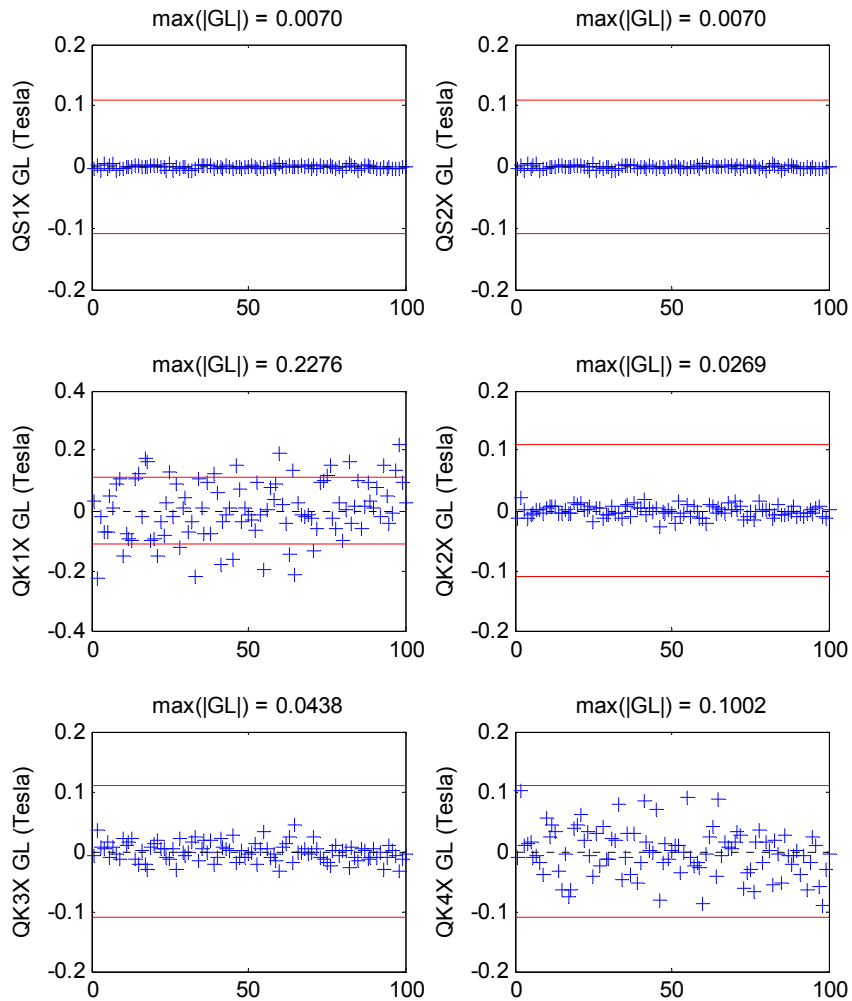 max(|GL|) = 0.0070
QS1X GL (Tesla)
0.2
0.1
0
-0.1
-0.2
0 50 100
max(|GL|) = 0.0070
QS2X GL (Tesla)
0.2
0.1
0
-0.1
-0.2
0 50 100
max(|GL|) = 0.2276
QK1X GL (Tesla)
0.4
0.2
0
-0.2
-0.4
0 50 100
max(|GL|) = 0.0269
QK2X GL (Tesla)
0.2
0.1
0
-0.1
-0.2
0 50 100
max(|GL|) = 0.0438
QK3X GL (Tesla)
0.2
0.1
0
-0.1
-0.2
0 50 100
max(|GL|) = 0.1002
QK4X GL (Tesla)
0.2
0.1
0
-0.1
-0.2
0 50 100